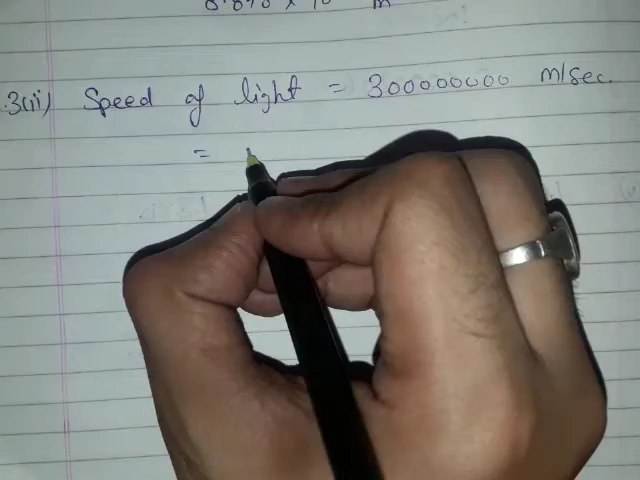 m
3(ii) Speed of light = 300000000 m/sec
=